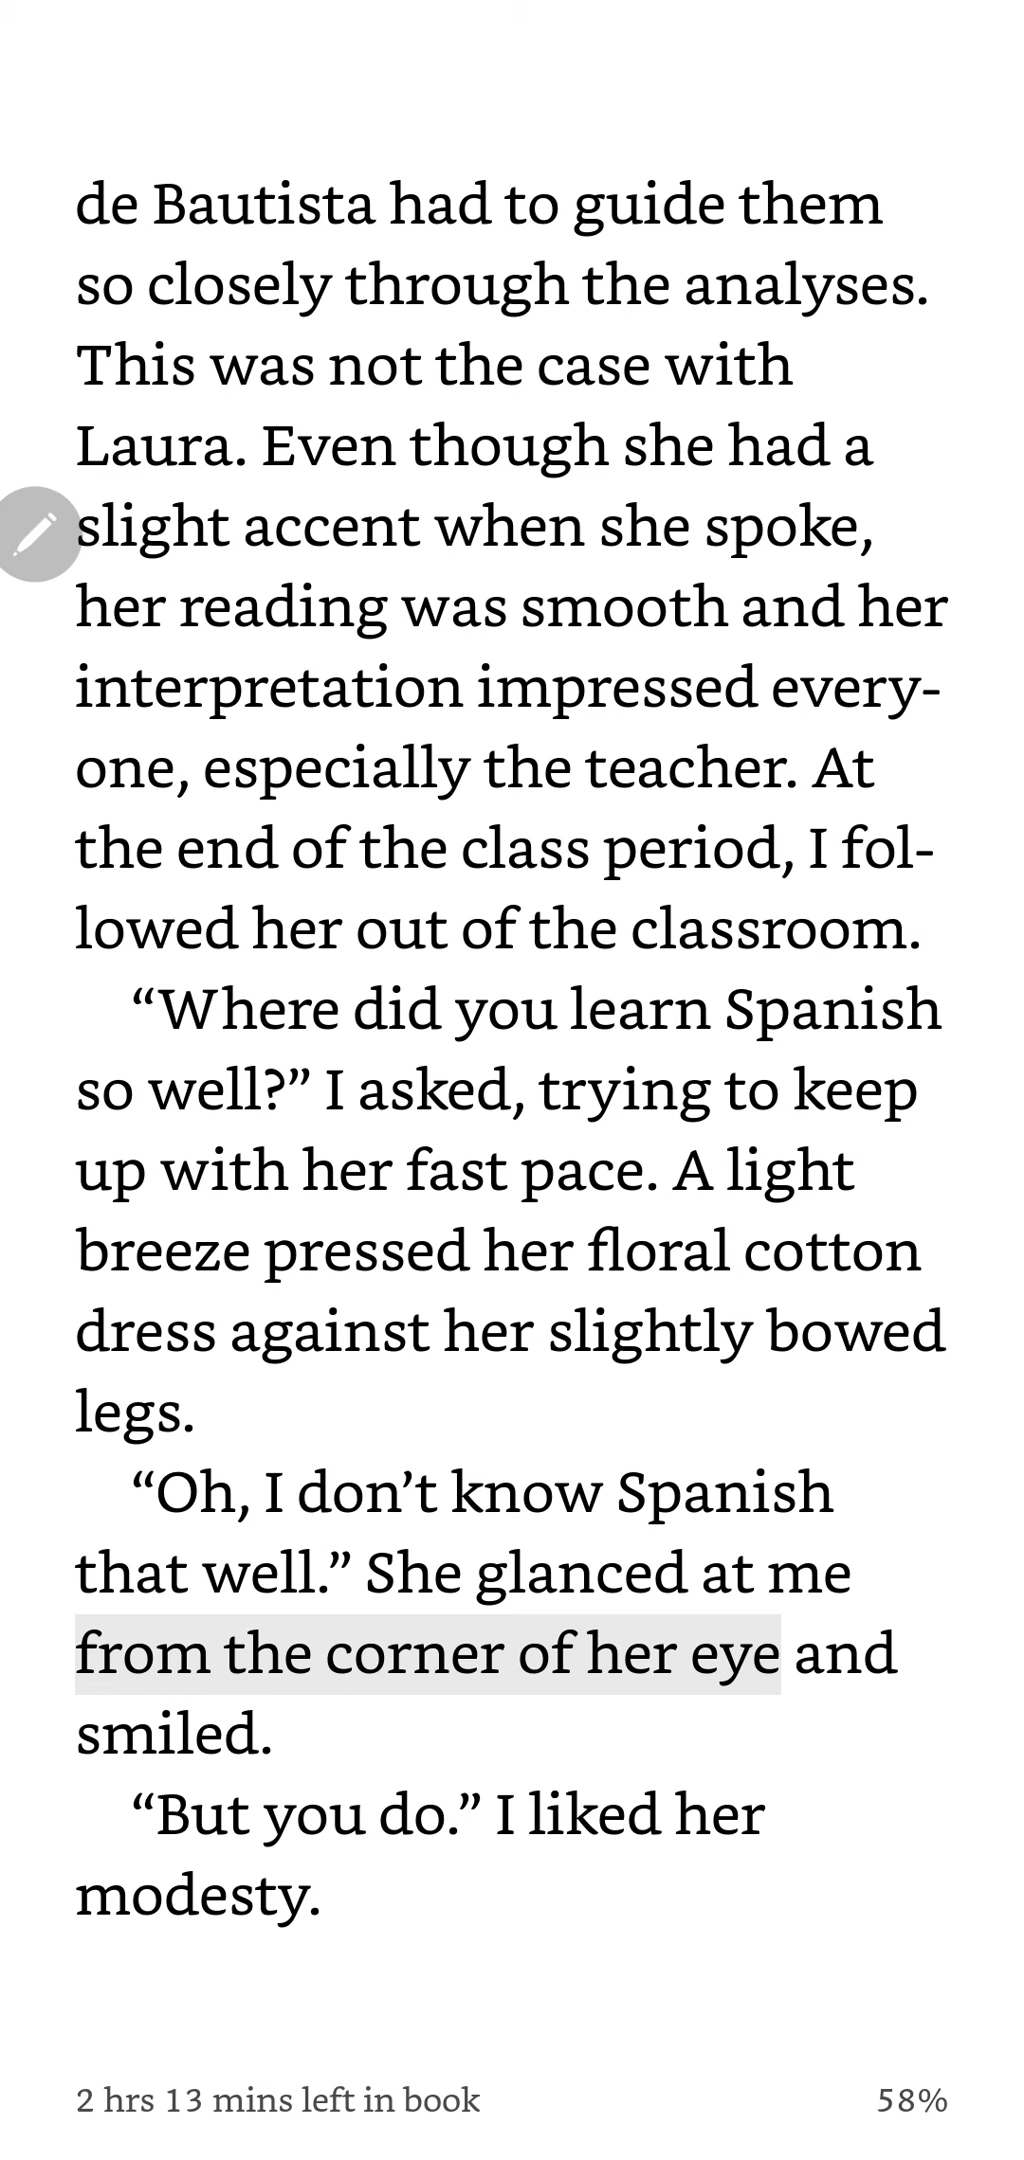 de Bautista had to guide them
so closely through the analyses.
This was not the case with
Laura. Even though she had a
slight accent when she spoke,
her reading was smooth and her
interpretation impressed every-
one, especially the teacher. At
the end of the class period, I fol-
lowed her out of the classroom.
“Where did you learn Spanish
so well?” I asked, trying to keep
up with her fast pace. A light
breeze pressed her floral cotton
dress against her slightly bowed
legs.
“Oh, I don’t know Spanish
that well.” She glanced at me
from the corner of her eye and
smiled.
“But you do.” I liked her
modesty.
2 hrs 13 mins left in book 58%